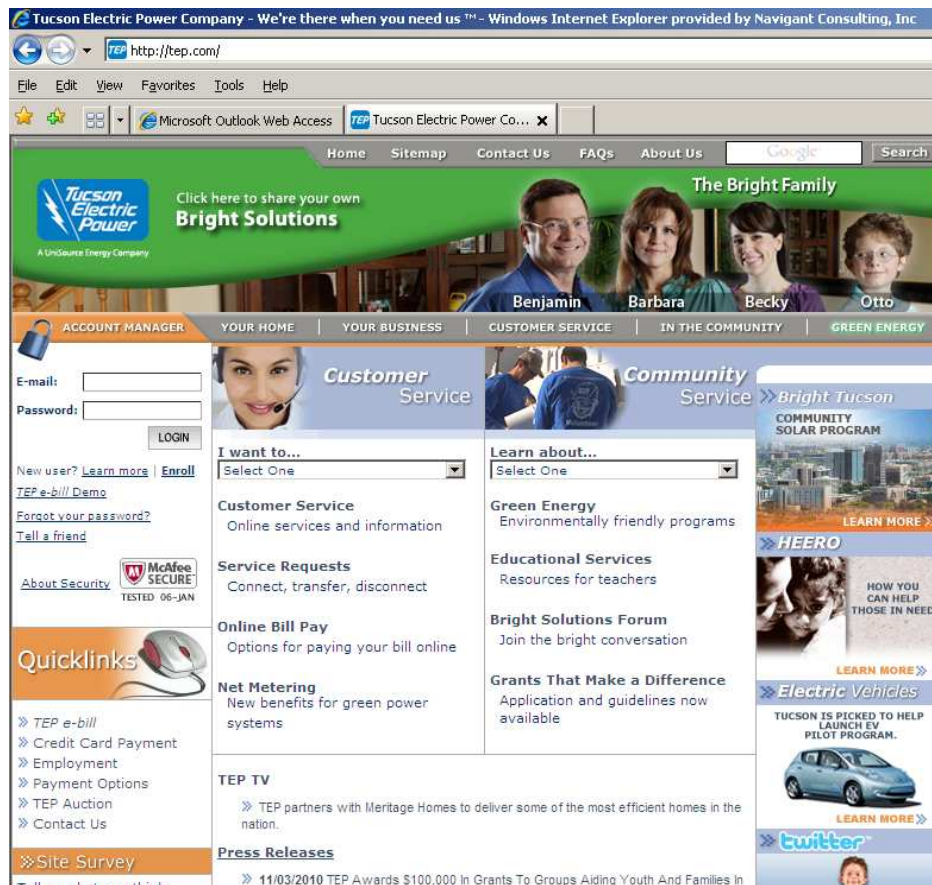 Tucson Electric Power Company - We're there when you need us ™ - Windows Internet Explorer provided by Navigant Consulting, Inc
TEP http://tep.com/
File Edit View Favorites Tools Help
Microsoft Outlook Web Access
TEP Tucson Electric Power Co... X
Home Sitemap Contact Us FAQs About Us Google Search
Tucson
Electric
Power
A UniSource Energy Company
Click here to share your own
Bright Solutions
The Bright Family
Benjamin Barbara Becky Otto
ACCOUNT MANAGER YOUR HOME | YOUR BUSINESS | CUSTOMER SERVICE | IN THE COMMUNITY | GREEN ENERGY
E-mail:
Password:
LOGIN
New user? Learn more | Enroll
TEP e-bill Demo
Forgot your password?
Tell a friend
About Security
McAfee
SECURE
TESTED 06-JAN
Quicklinks
» TEP e-bill
» Credit Card Payment
» Employment
» Payment Options
» TEP Auction
» Contact Us
»Site Survey
Customer
Service
I want to...
Select One
Customer Service
Online services and information
Service Requests
Connect, transfer, disconnect
Online Bill Pay
Options for paying your bill online
Net Metering
New benefits for green power
systems
Community
Service
Learn about...
Select One
Green Energy
Environmentally friendly programs
Educational Services
Resources for teachers
Bright Solutions Forum
Join the bright conversation
Grants That Make a Difference
Application and guidelines now
available
TEP TV
» TEP partners with Meritage Homes to deliver some of the most efficient homes in the
nation.
Press Releases
» 11/03/2010 TEP Awards $100,000 In Grants To Groups Aiding Youth And Families In
»Bright Tucson
COMMUNITY
SOLAR PROGRAM
LEARN MORE »
»HEERO
HOW YOU
CAN HELP
THOSE IN NEED
LEARN MORE»
»Electric Vehicles
TUCSON IS PICKED TO HELP
LAUNCH EV
PILOT PROGRAM.
LEARN MORE»
»twitter